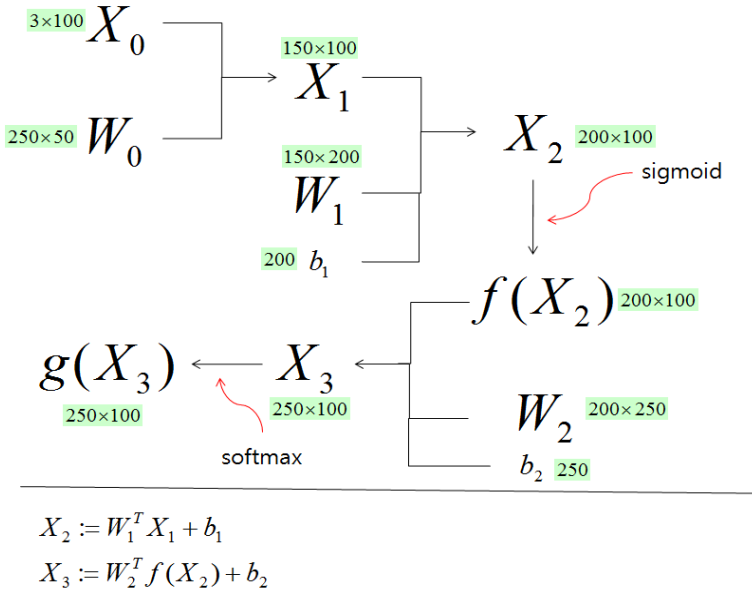 3×100 X₀
150×100
X₁
250×50 W₀
X₂ 200×100
150×200
W₁
sigmoid
200 b₁
f(X₂) 200×100
g(X₃) X₃
250×100 250×100
W₂ 200×250
softmax
b₂ 250
X₂ := W₁ᵀ X₁ + b₁
X₃ := W₂ᵀ f(X₂) + b₂